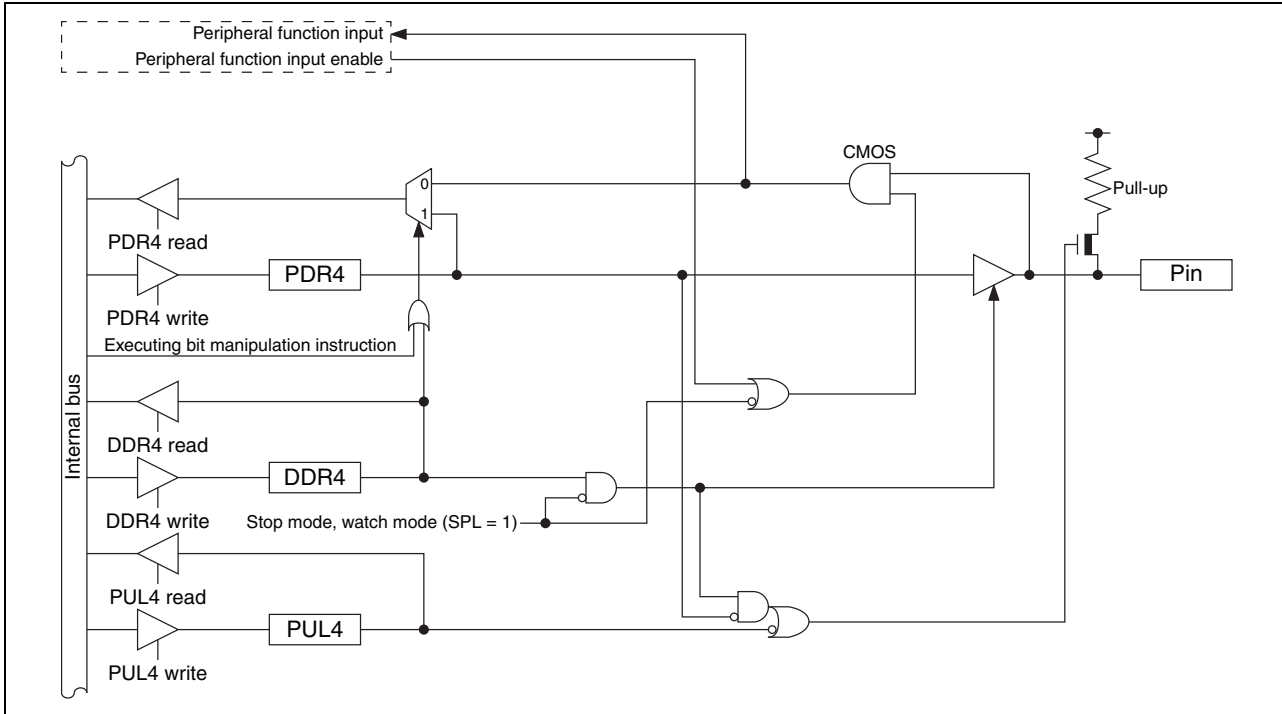 Peripheral function input
Peripheral function input enable
CMOS
Pull-up
0
1
PDR4 read
PDR4
Pin
PDR4 write
Executing bit manipulation instruction
Internal bus
DDR4 read
DDR4
DDR4 write
Stop mode, watch mode (SPL = 1)
PUL4 read
PUL4
PUL4 write